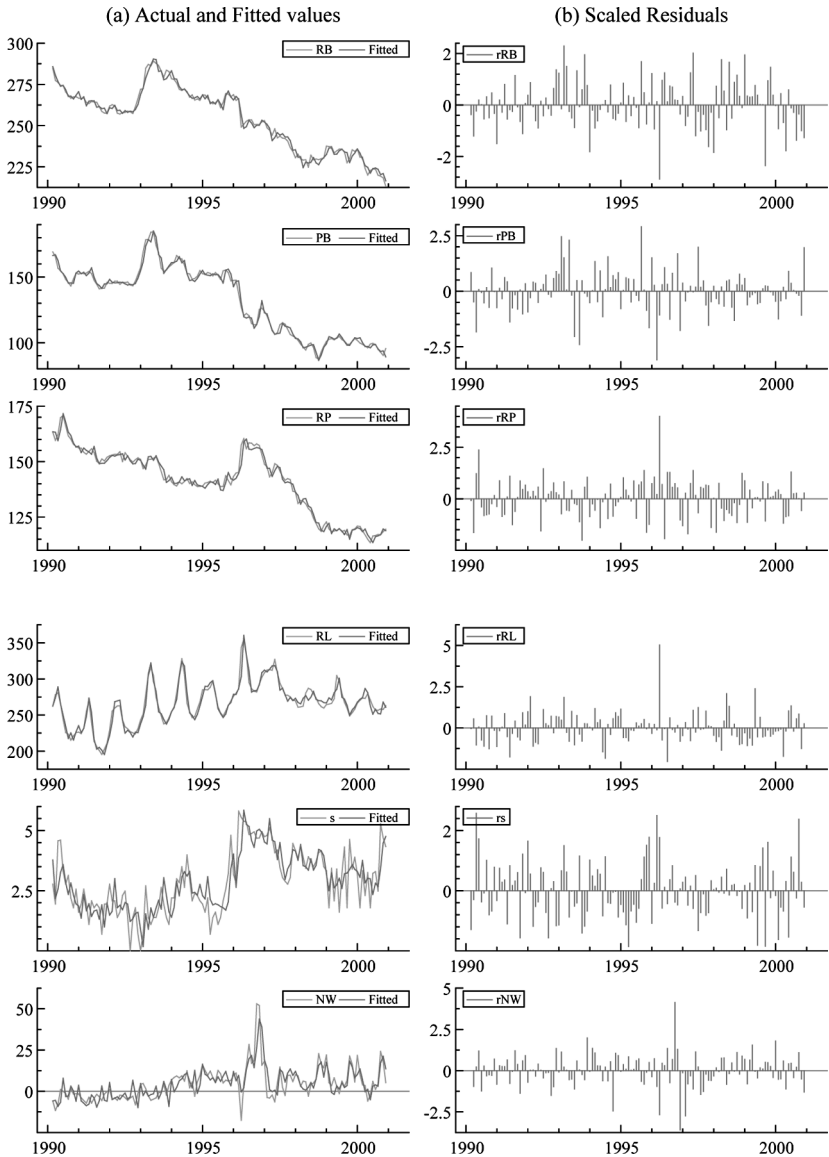 (a) Actual and Fitted values (b) Scaled Residuals
300 RB Fitted
275
250
225
1990 1995 2000
2 rRB
0
-2
1990 1995 2000
PB Fitted
150
100
1990 1995 2000
2.5 rPB
0
-2.5
1990 1995 2000
175 RP Fitted
150
125
1990 1995 2000
rRP
2.5
0
1990 1995 2000
RL Fitted
350
300
250
200
1990 1995 2000
5 rRL
2.5
0
1990 1995 2000
s Fitted
5
2.5
1990 1995 2000
rs
2
0
1990 1995 2000
NW Fitted
50
25
0
1990 1995 2000
5 rNW
2.5
0
-2.5
1990 1995 2000